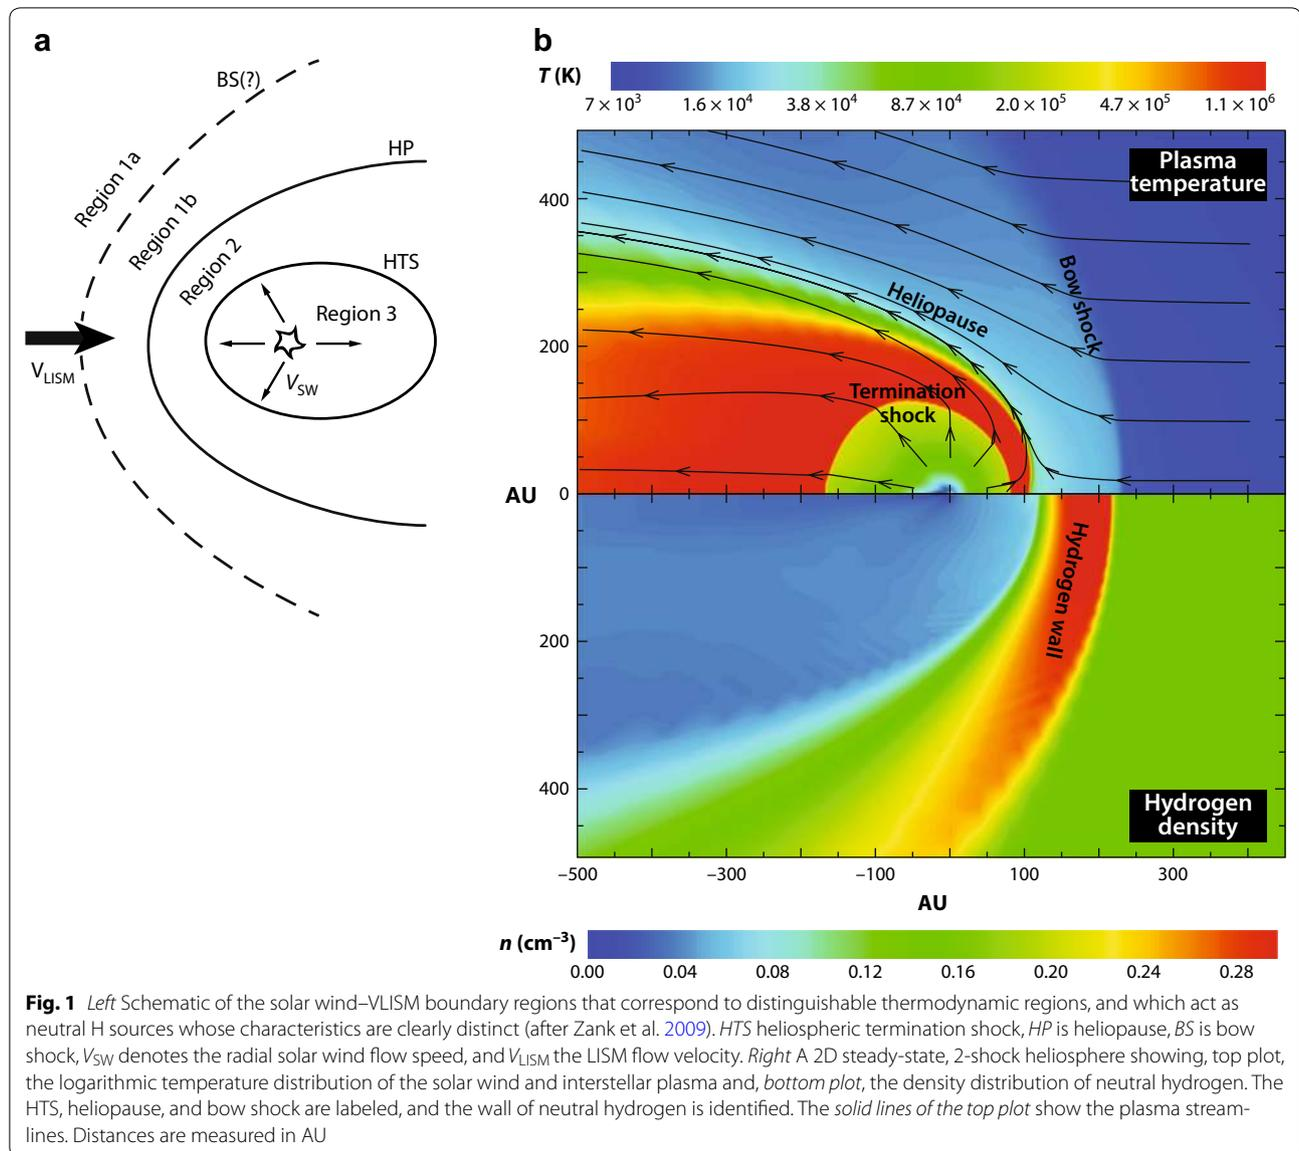 a
BS(?)
Region 1a
HP
Region 1b
Region 2
HTS
Region 3
V_LISM
V_SW
b
T (K)
7 × 10³ 1.6 × 10⁴ 3.8 × 10⁴ 8.7 × 10⁴ 2.0 × 10⁵ 4.7 × 10⁵ 1.1 × 10⁶
Plasma
temperature
400
Bow shock
Heliopause
200
Termination
shock
AU
0
Hydrogen wall
200
400
Hydrogen
density
–500 –300 –100 100 300
AU
n (cm⁻³)
0.00 0.04 0.08 0.12 0.16 0.20 0.24 0.28
Fig. 1 Left Schematic of the solar wind–VLISM boundary regions that correspond to distinguishable thermodynamic regions, and which act as
neutral H sources whose characteristics are clearly distinct (after Zank et al. 2009). HTS heliospheric termination shock, HP is heliopause, BS is bow
shock, V_SW denotes the radial solar wind flow speed, and V_LISM the LISM flow velocity. Right A 2D steady-state, 2-shock heliosphere showing, top plot,
the logarithmic temperature distribution of the solar wind and interstellar plasma and, bottom plot, the density distribution of neutral hydrogen. The
HTS, heliopause, and bow shock are labeled, and the wall of neutral hydrogen is identified. The solid lines of the top plot show the plasma stream-
lines. Distances are measured in AU